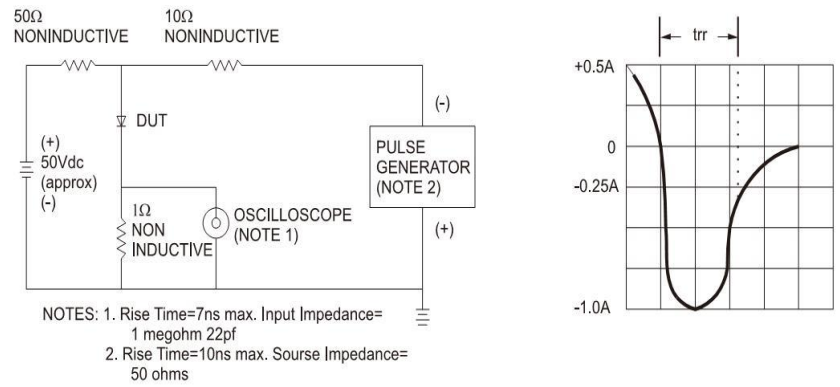 50Ω
NONINDUCTIVE
10Ω
NONINDUCTIVE
DUT
(+)
50Vdc
(approx)
(-)
1Ω
NON
INDUCTIVE
OSCILLOSCOPE
(NOTE 1)
(-)
PULSE
GENERATOR
(NOTE 2)
(+)
NOTES: 1. Rise Time=7ns max. Input Impedance=
1 megohm 22pf
2. Rise Time=10ns max. Sourse Impedance=
50 ohms
trr
+0.5A
0
-0.25A
-1.0A